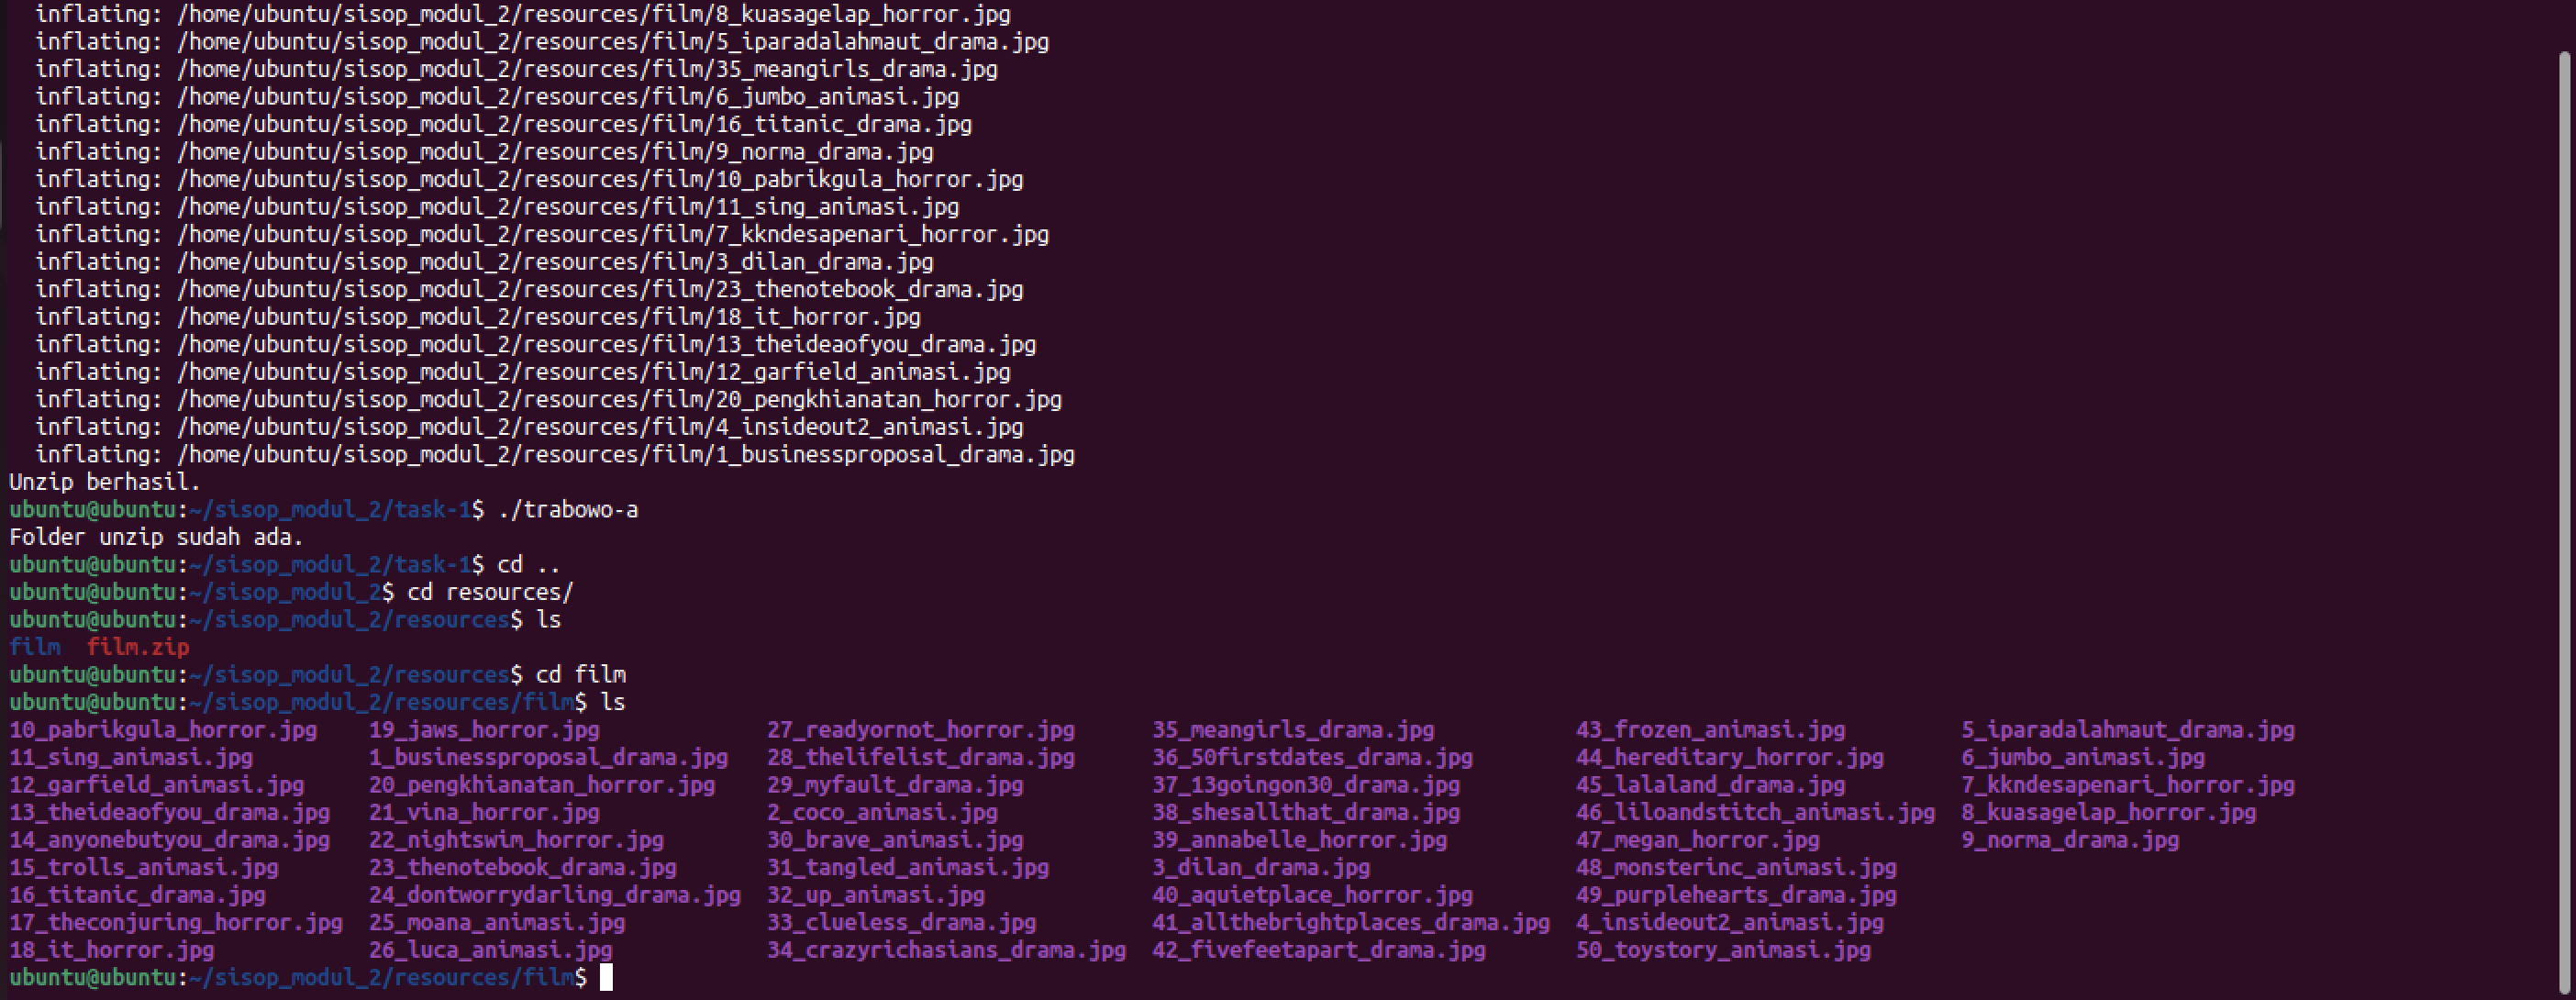 inflating: /home/ubuntu/sisop_modul_2/resources/film/8_kuasagelap_horror.jpg
inflating: /home/ubuntu/sisop_modul_2/resources/film/5_iparadalahmaut_drama.jpg
inflating: /home/ubuntu/sisop_modul_2/resources/film/35_meangirls_drama.jpg
inflating: /home/ubuntu/sisop_modul_2/resources/film/6_jumbo_animasi.jpg
inflating: /home/ubuntu/sisop_modul_2/resources/film/16_titanic_drama.jpg
inflating: /home/ubuntu/sisop_modul_2/resources/film/9_norma_drama.jpg
inflating: /home/ubuntu/sisop_modul_2/resources/film/10_pabrikgula_horror.jpg
inflating: /home/ubuntu/sisop_modul_2/resources/film/11_sing_animasi.jpg
inflating: /home/ubuntu/sisop_modul_2/resources/film/7_kkndesapenari_horror.jpg
inflating: /home/ubuntu/sisop_modul_2/resources/film/3_dilan_drama.jpg
inflating: /home/ubuntu/sisop_modul_2/resources/film/23_thenotebook_drama.jpg
inflating: /home/ubuntu/sisop_modul_2/resources/film/18_it_horror.jpg
inflating: /home/ubuntu/sisop_modul_2/resources/film/13_theideaofyou_drama.jpg
inflating: /home/ubuntu/sisop_modul_2/resources/film/12_garfield_animasi.jpg
inflating: /home/ubuntu/sisop_modul_2/resources/film/20_pengkhianatan_horror.jpg
inflating: /home/ubuntu/sisop_modul_2/resources/film/4_insideout2_animasi.jpg
inflating: /home/ubuntu/sisop_modul_2/resources/film/1_businessproposal_drama.jpg
Unzip berhasil.
ubuntu@ubuntu:~/sisop_modul_2/task-1$ ./trabowo-a
Folder unzip sudah ada.
ubuntu@ubuntu:~/sisop_modul_2/task-1$ cd ..
ubuntu@ubuntu:~/sisop_modul_2$ cd resources/
ubuntu@ubuntu:~/sisop_modul_2/resources$ ls
film  film.zip
ubuntu@ubuntu:~/sisop_modul_2/resources$ cd film
ubuntu@ubuntu:~/sisop_modul_2/resources/film$ ls
10_pabrikgula_horror.jpg  19_jaws_horror.jpg  27_readyornot_horror.jpg  35_meangirls_drama.jpg  43_frozen_animasi.jpg  5_iparadalahmaut_drama.jpg
11_sing_animasi.jpg  1_businessproposal_drama.jpg  28_thelifelist_drama.jpg  36_50firstdates_drama.jpg  44_hereditary_horror.jpg  6_jumbo_animasi.jpg
12_garfield_animasi.jpg  20_pengkhianatan_horror.jpg  29_myfault_drama.jpg  37_13goingon30_drama.jpg  45_lalaland_drama.jpg  7_kkndesapenari_horror.jpg
13_theideaofyou_drama.jpg  21_vina_horror.jpg  2_coco_animasi.jpg  38_shesallthat_drama.jpg  46_liloandstitch_animasi.jpg  8_kuasagelap_horror.jpg
14_anyonebutyou_drama.jpg  22_nightswim_horror.jpg  30_brave_animasi.jpg  39_annabelle_horror.jpg  47_megan_horror.jpg  9_norma_drama.jpg
15_trolls_animasi.jpg  23_thenotebook_drama.jpg  31_tangled_animasi.jpg  3_dilan_drama.jpg  48_monsterinc_animasi.jpg
16_titanic_drama.jpg  24_dontworrydarling_drama.jpg  32_up_animasi.jpg  40_aquietplace_horror.jpg  49_purplehearts_drama.jpg
17_theconjuring_horror.jpg  25_moana_animasi.jpg  33_clueless_drama.jpg  41_allthebrightplaces_drama.jpg  4_insideout2_animasi.jpg
18_it_horror.jpg  26_luca_animasi.jpg  34_crazyrichasians_drama.jpg  42_fivefeetapart_drama.jpg  50_toystory_animasi.jpg
ubuntu@ubuntu:~/sisop_modul_2/resources/film$